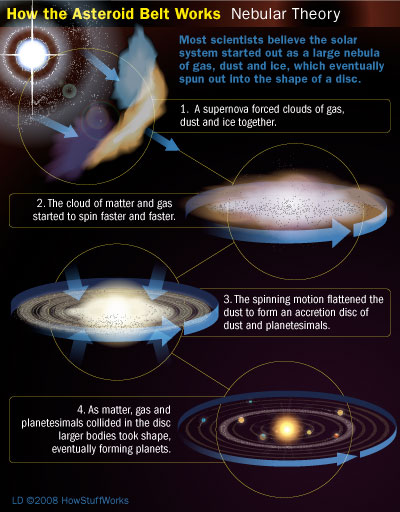 How the Asteroid Belt Works Nebular Theory
Most scientists believe the solar
system started out as a large nebula
of gas, dust and ice, which eventually
spun out into the shape of a disc.
1. A supernova forced clouds of gas,
dust and ice together.
2. The cloud of matter and gas
started to spin faster and faster.
3. The spinning motion flattened the
dust to form an accretion disc of
dust and planetesimals.
4. As matter, gas and
planetesimals collided in the disc
larger bodies took shape,
eventually forming planets.
LD ©2008 HowStuffWorks